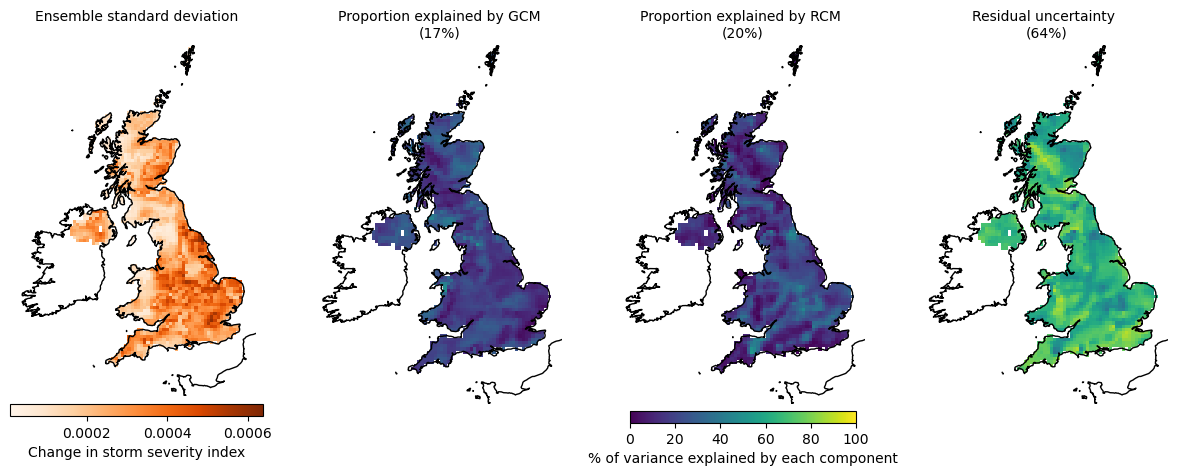 Ensemble standard deviation
Proportion explained by GCM
(17%)
Proportion explained by RCM
(20%)
Residual uncertainty
(64%)
0.0002 0.0004 0.0006
Change in storm severity index
0 20 40 60 80 100
% of variance explained by each component